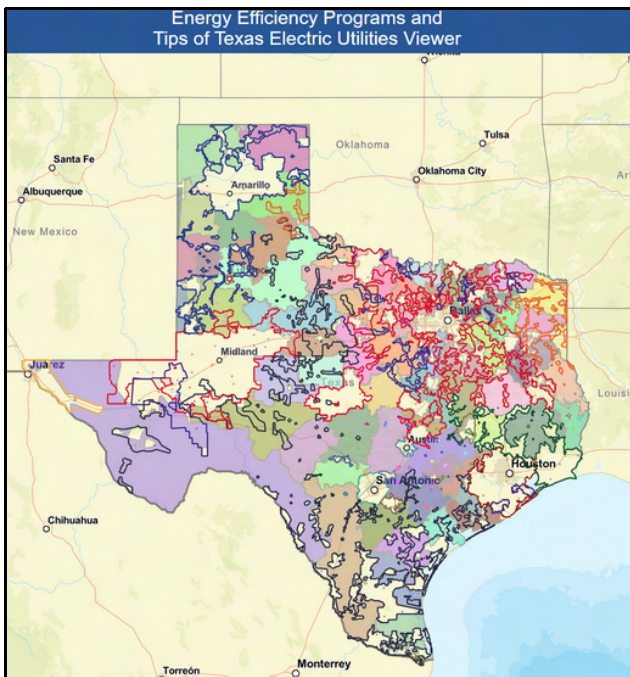 Energy Efficiency Programs and
Tips of Texas Electric Utilities Viewer
Wichita
Tulsa
Oklahoma
Santa Fe
Amarillo
Oklahoma City
Albuquerque
New Mexico
Dallas
Juárez
Midland
Texas
Austin
Houston
San Antonio
Chihuahua
Torreón
Monterrey